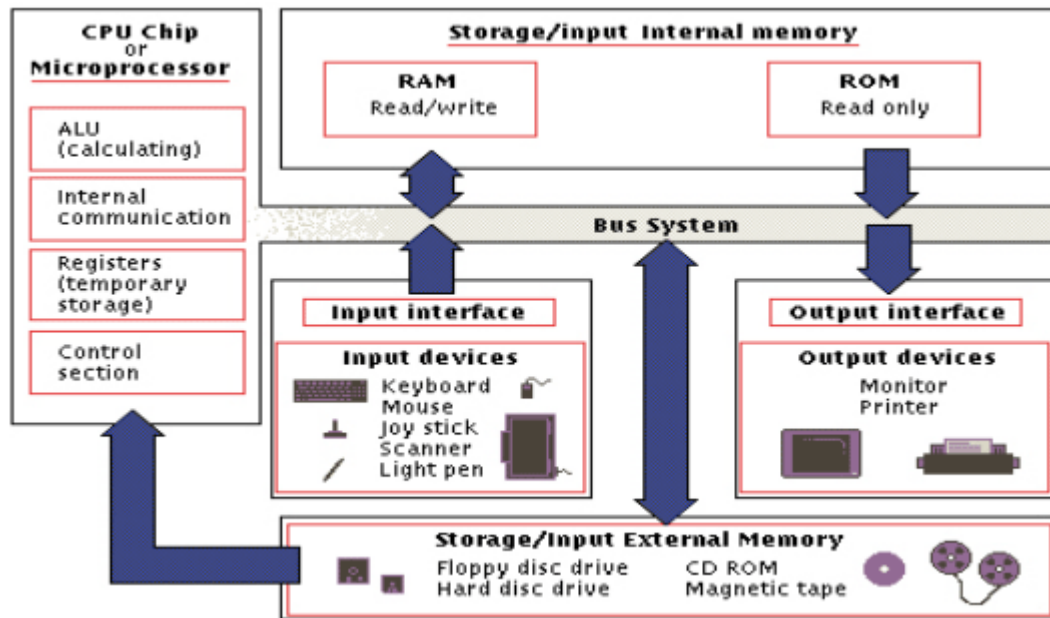 CPU Chip
or
Microprocessor
ALU
(calculating)
Internal
communication
Registers
(temporary
storage)
Control
section
Storage/input Internal memory
RAM
Read/write
ROM
Read only
Bus System
Input interface
Input devices
Keyboard
Mouse
Joy stick
Scanner
Light pen
Output interface
Output devices
Monitor
Printer
Storage/Input External Memory
Floppy disc drive
Hard disc drive
CD ROM
Magnetic tape